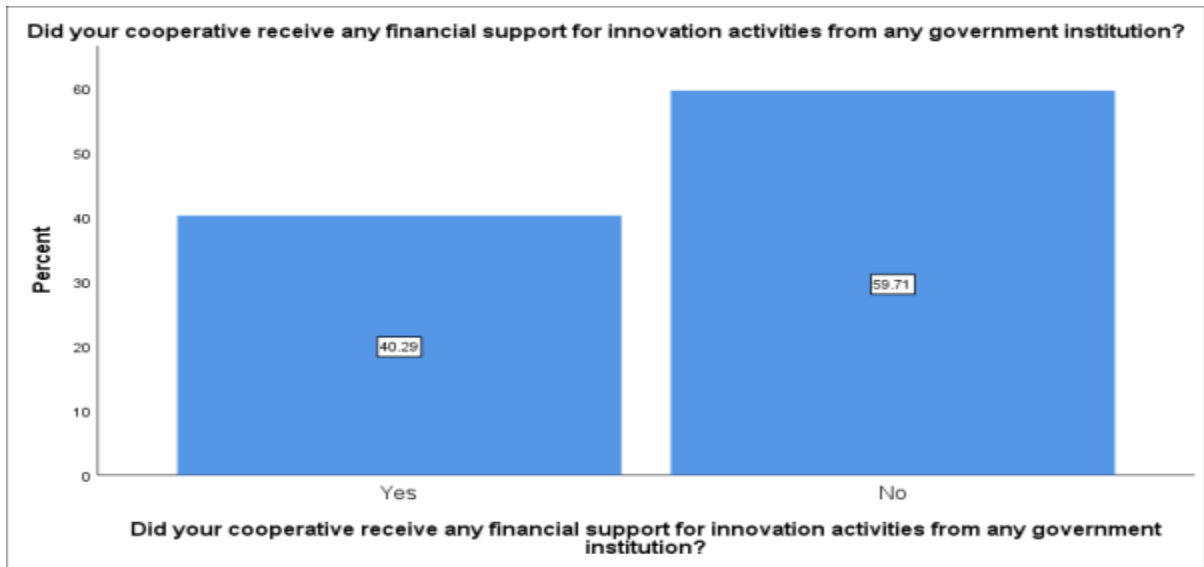 Did your cooperative receive any financial support for innovation activities from any government institution?
60
50
40
30
20
10
0
Percent
40.29
59.71
Yes
No
Did your cooperative receive any financial support for innovation activities from any government
institution?